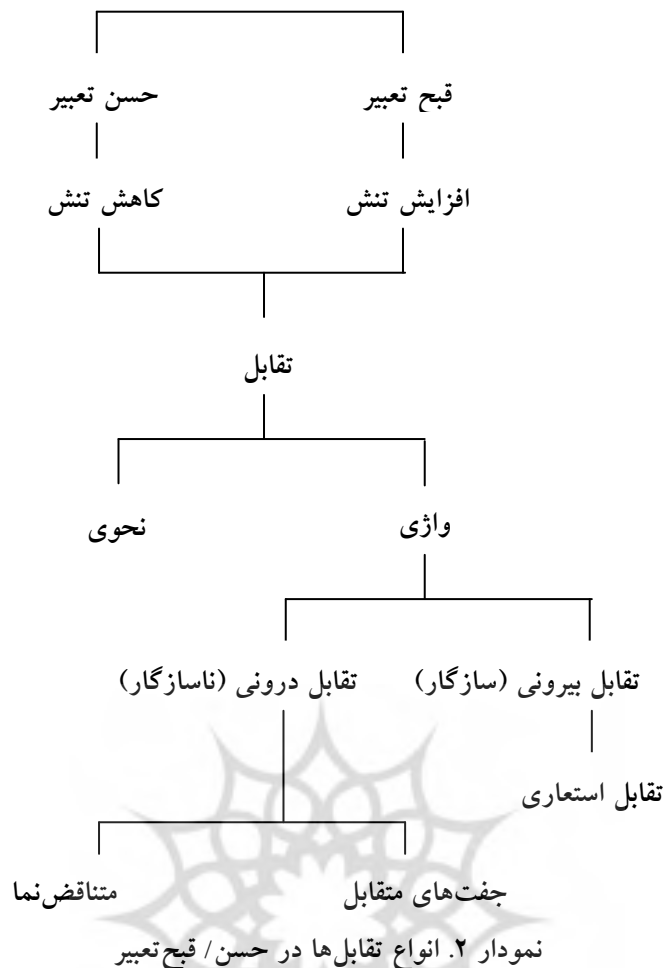 قبح تعبیر حسن تعبیر
افزایش تنش کاهش تنش
تقابل
واژی نحوی
تقابل بیرونی (سازگار) تقابل درونی (ناسازگار)
تقابل استعاری
جفت‌های متقابل متناقض‌نما
نمودار ۲. انواع تقابل‌ها در حسن/ قبح‌تعبیر